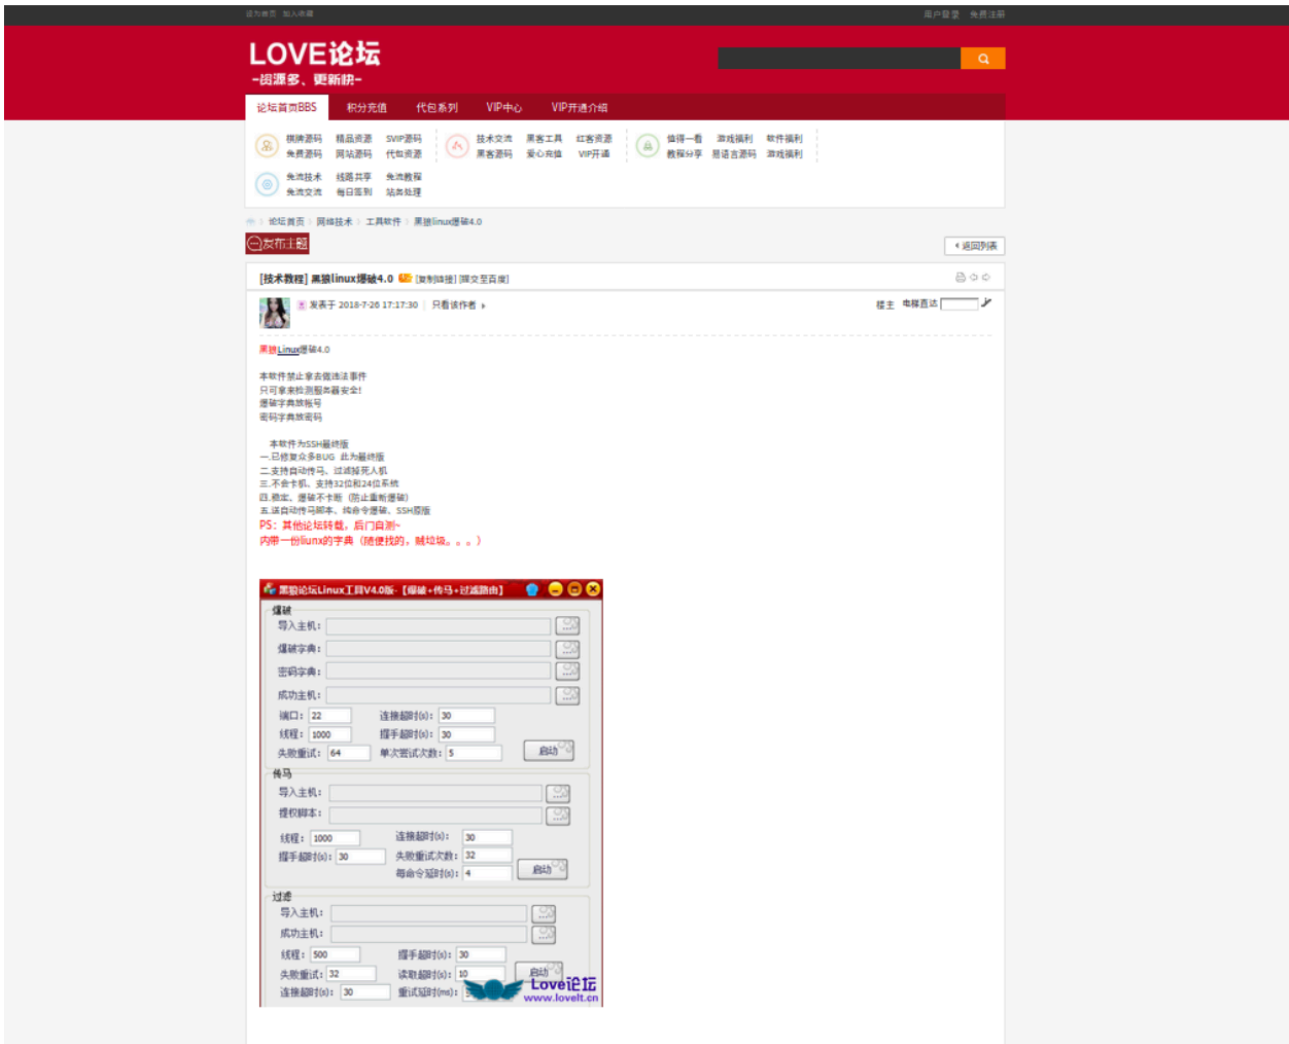 设为首页 加入收藏 用户登录 免费注册
LOVE论坛
-资源多、更新快-
论坛首页BBS 积分充值 代包系列 VIP中心 VIP开通介绍
棋牌源码 精品资源 SVIP源码 技术交流 黑客工具 红客资源 值得一看 游戏福利 软件福利
免费源码 网站源码 代包资源 黑客源码 爱心充值 VIP开通 教程分享 易语言源码 游戏福利
免流技术 线路共享 免流教程
免流交流 每日签到 站务处理
论坛首页 网络技术 工具软件 黑狼linux爆破4.0
发布主题 返回列表
[技术教程] 黑狼linux爆破4.0 [复制链接] [提交至百度]
发表于 2018-7-26 17:17:30 只看该作者 楼主 电梯直达
黑狼Linux爆破4.0
本软件禁止拿去做违法事件
只可拿来检测服务器安全!
爆破字典放帐号
密码字典放密码
本软件为SSH最终版
一.已修复众多BUG 此为最终版
二.支持自动传马、过滤掉死人机
三.不会卡机、支持32位和24位系统
四.稳定、爆破不卡断（防止重新爆破）
五.送自动传马脚本、纯命令爆破、SSH原版
PS：其他论坛转载，后门自测~
内带一份liunx的字典（随便找的，贼垃圾。。。）
黑狼论坛Linux工具V4.0版-【爆破+传马+过滤路由】
爆破
导入主机：
爆破字典：
密码字典：
成功主机：
端口： 22 连接超时(s)： 30
线程： 1000 握手超时(s)： 30
失败重试： 64 单次尝试次数： 5 启动
传马
导入主机：
提权脚本：
线程： 1000 连接超时(s)： 30
握手超时(s)： 30 失败重试次数： 32
每命令延时(s)： 4 启动
过滤
导入主机：
成功主机：
线程： 500 握手超时(s)： 30
失败重试： 32 读取超时(s)： 10 启动
连接超时(s)： 30 重试延时(ms)：
Love论坛
www.lovelt.cn